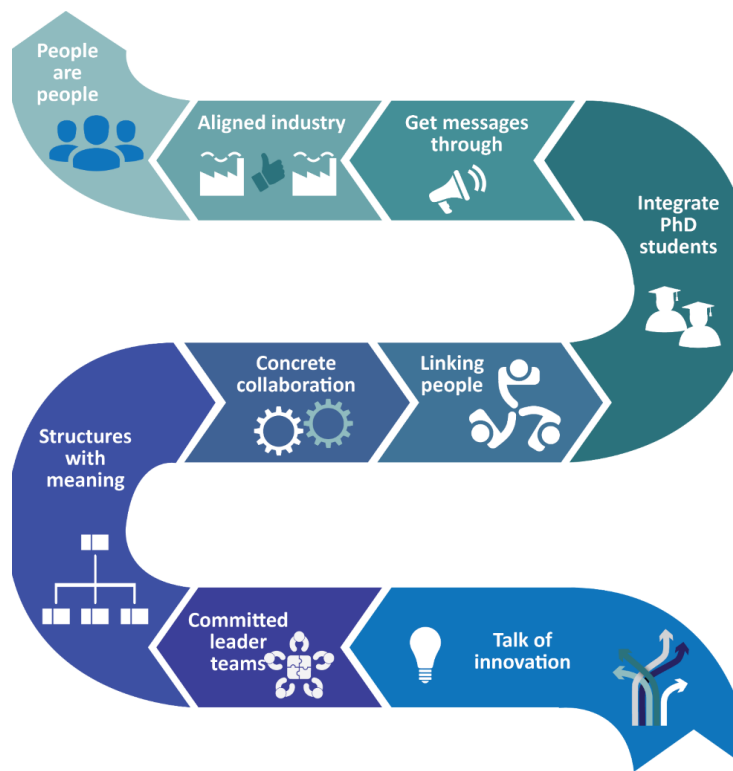 People
are
people
Aligned industry
Get messages
through
Integrate
PhD
students
Linking
people
Concrete
collaboration
Structures
with
meaning
Committed
leader
teams
Talk of
innovation